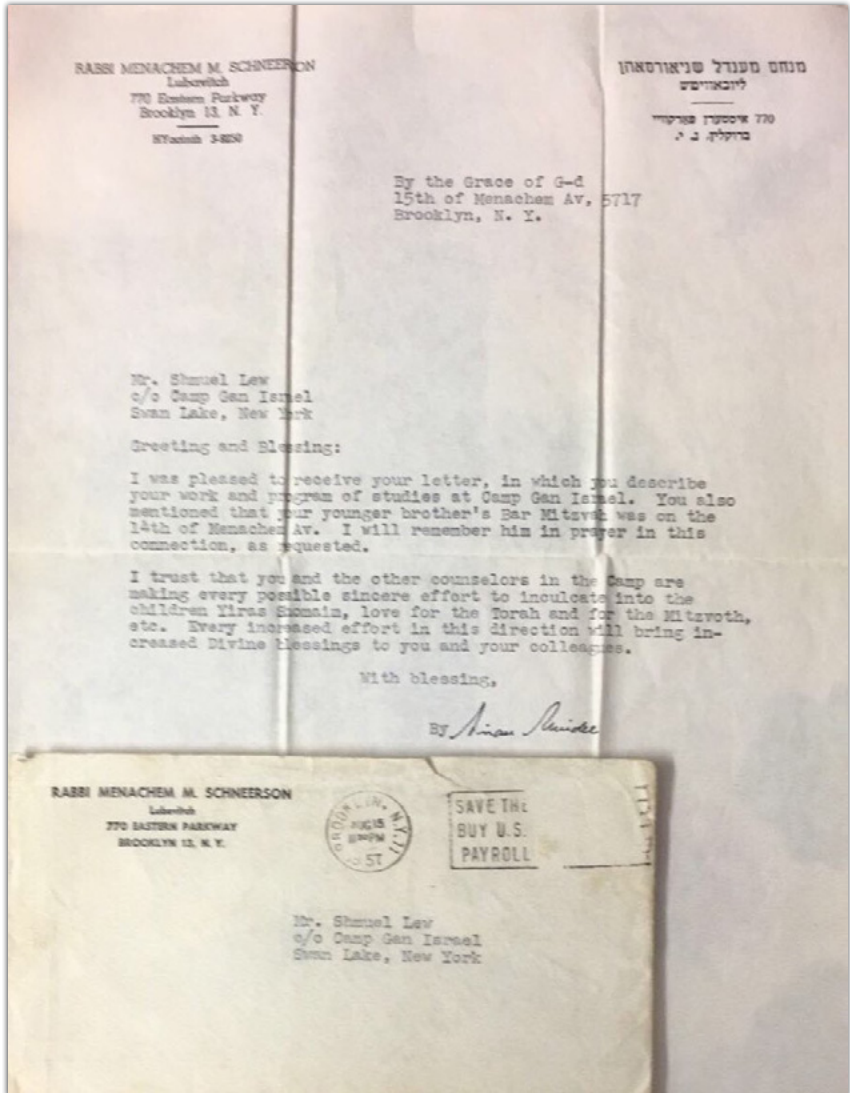 RABBI MENACHEM M. SCHNEERSON
Lubavitch
770 Eastern Parkway
Brooklyn 13, N. Y.
HYacinth 3-9250
מנחם מענדל שניאורסאהן
ליובאוויטש
770 איסטערן פארקוויי
ברוקלין, נ. י.
By the Grace of G-d
15th of Menachem Av, 5717
Brooklyn, N. Y.
Mr. Shmuel Lew
c/o Camp Gan Israel
Swan Lake, New York
Greeting and Blessing:
I was pleased to receive your letter, in which you describe
your work and program of studies at Camp Gan Israel. You also
mentioned that your younger brother's Bar Mitzvah was on the
14th of Menachem Av. I will remember him in prayer in this
connection, as requested.
I trust that you and the other counselors in the Camp are
making every possible sincere effort to inculcate into the
children Yiras Shomaim, love for the Torah and for the Mitzvoth,
etc. Every increased effort in this direction will bring in-
creased Divine blessings to you and your colleagues.
With blessing,
By
RABBI MENACHEM M. SCHNEERSON
Lubavitch
770 EASTERN PARKWAY
BROOKLYN 13, N. Y.
BROOKLYN, N.Y.
AUG 15
PM
57
SAVE THE
BUY U.S.
PAYROLL
Mr. Shmuel Lew
c/o Camp Gan Israel
Swan Lake, New York